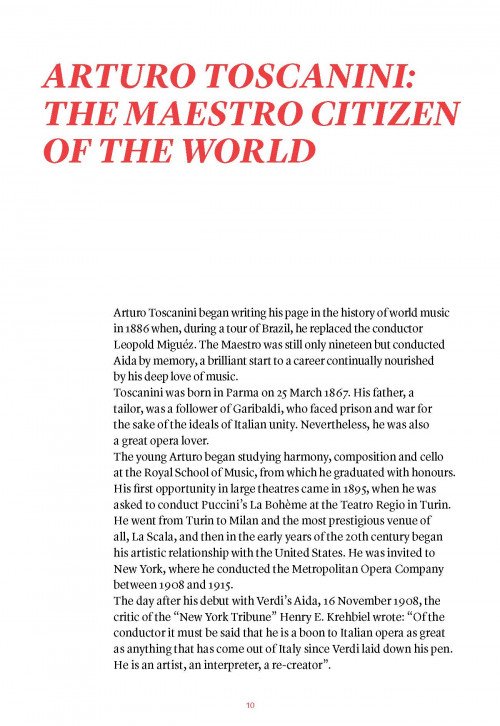 ARTURO TOSCANINI:
THE MAESTRO CITIZEN
OF THE WORLD
Arturo Toscanini began writing his page in the history of world music
in 1886 when, during a tour of Brazil, he replaced the conductor
Leopold Miguéz. The Maestro was still only nineteen but conducted
Aida by memory, a brilliant start to a career continually nourished
by his deep love of music.
Toscanini was born in Parma on 25 March 1867. His father, a
tailor, was a follower of Garibaldi, who faced prison and war for
the sake of the ideals of Italian unity. Nevertheless, he was also
a great opera lover.
The young Arturo began studying harmony, composition and cello
at the Royal School of Music, from which he graduated with honours.
His first opportunity in large theatres came in 1895, when he was
asked to conduct Puccini’s La Bohème at the Teatro Regio in Turin.
He went from Turin to Milan and the most prestigious venue of
all, La Scala, and then in the early years of the 20th century began
his artistic relationship with the United States. He was invited to
New York, where he conducted the Metropolitan Opera Company
between 1908 and 1915.
The day after his debut with Verdi’s Aida, 16 November 1908, the
critic of the “New York Tribune” Henry E. Krehbiel wrote: “Of the
conductor it must be said that he is a boon to Italian opera as great
as anything that has come out of Italy since Verdi laid down his pen.
He is an artist, an interpreter, a re-creator”.
10